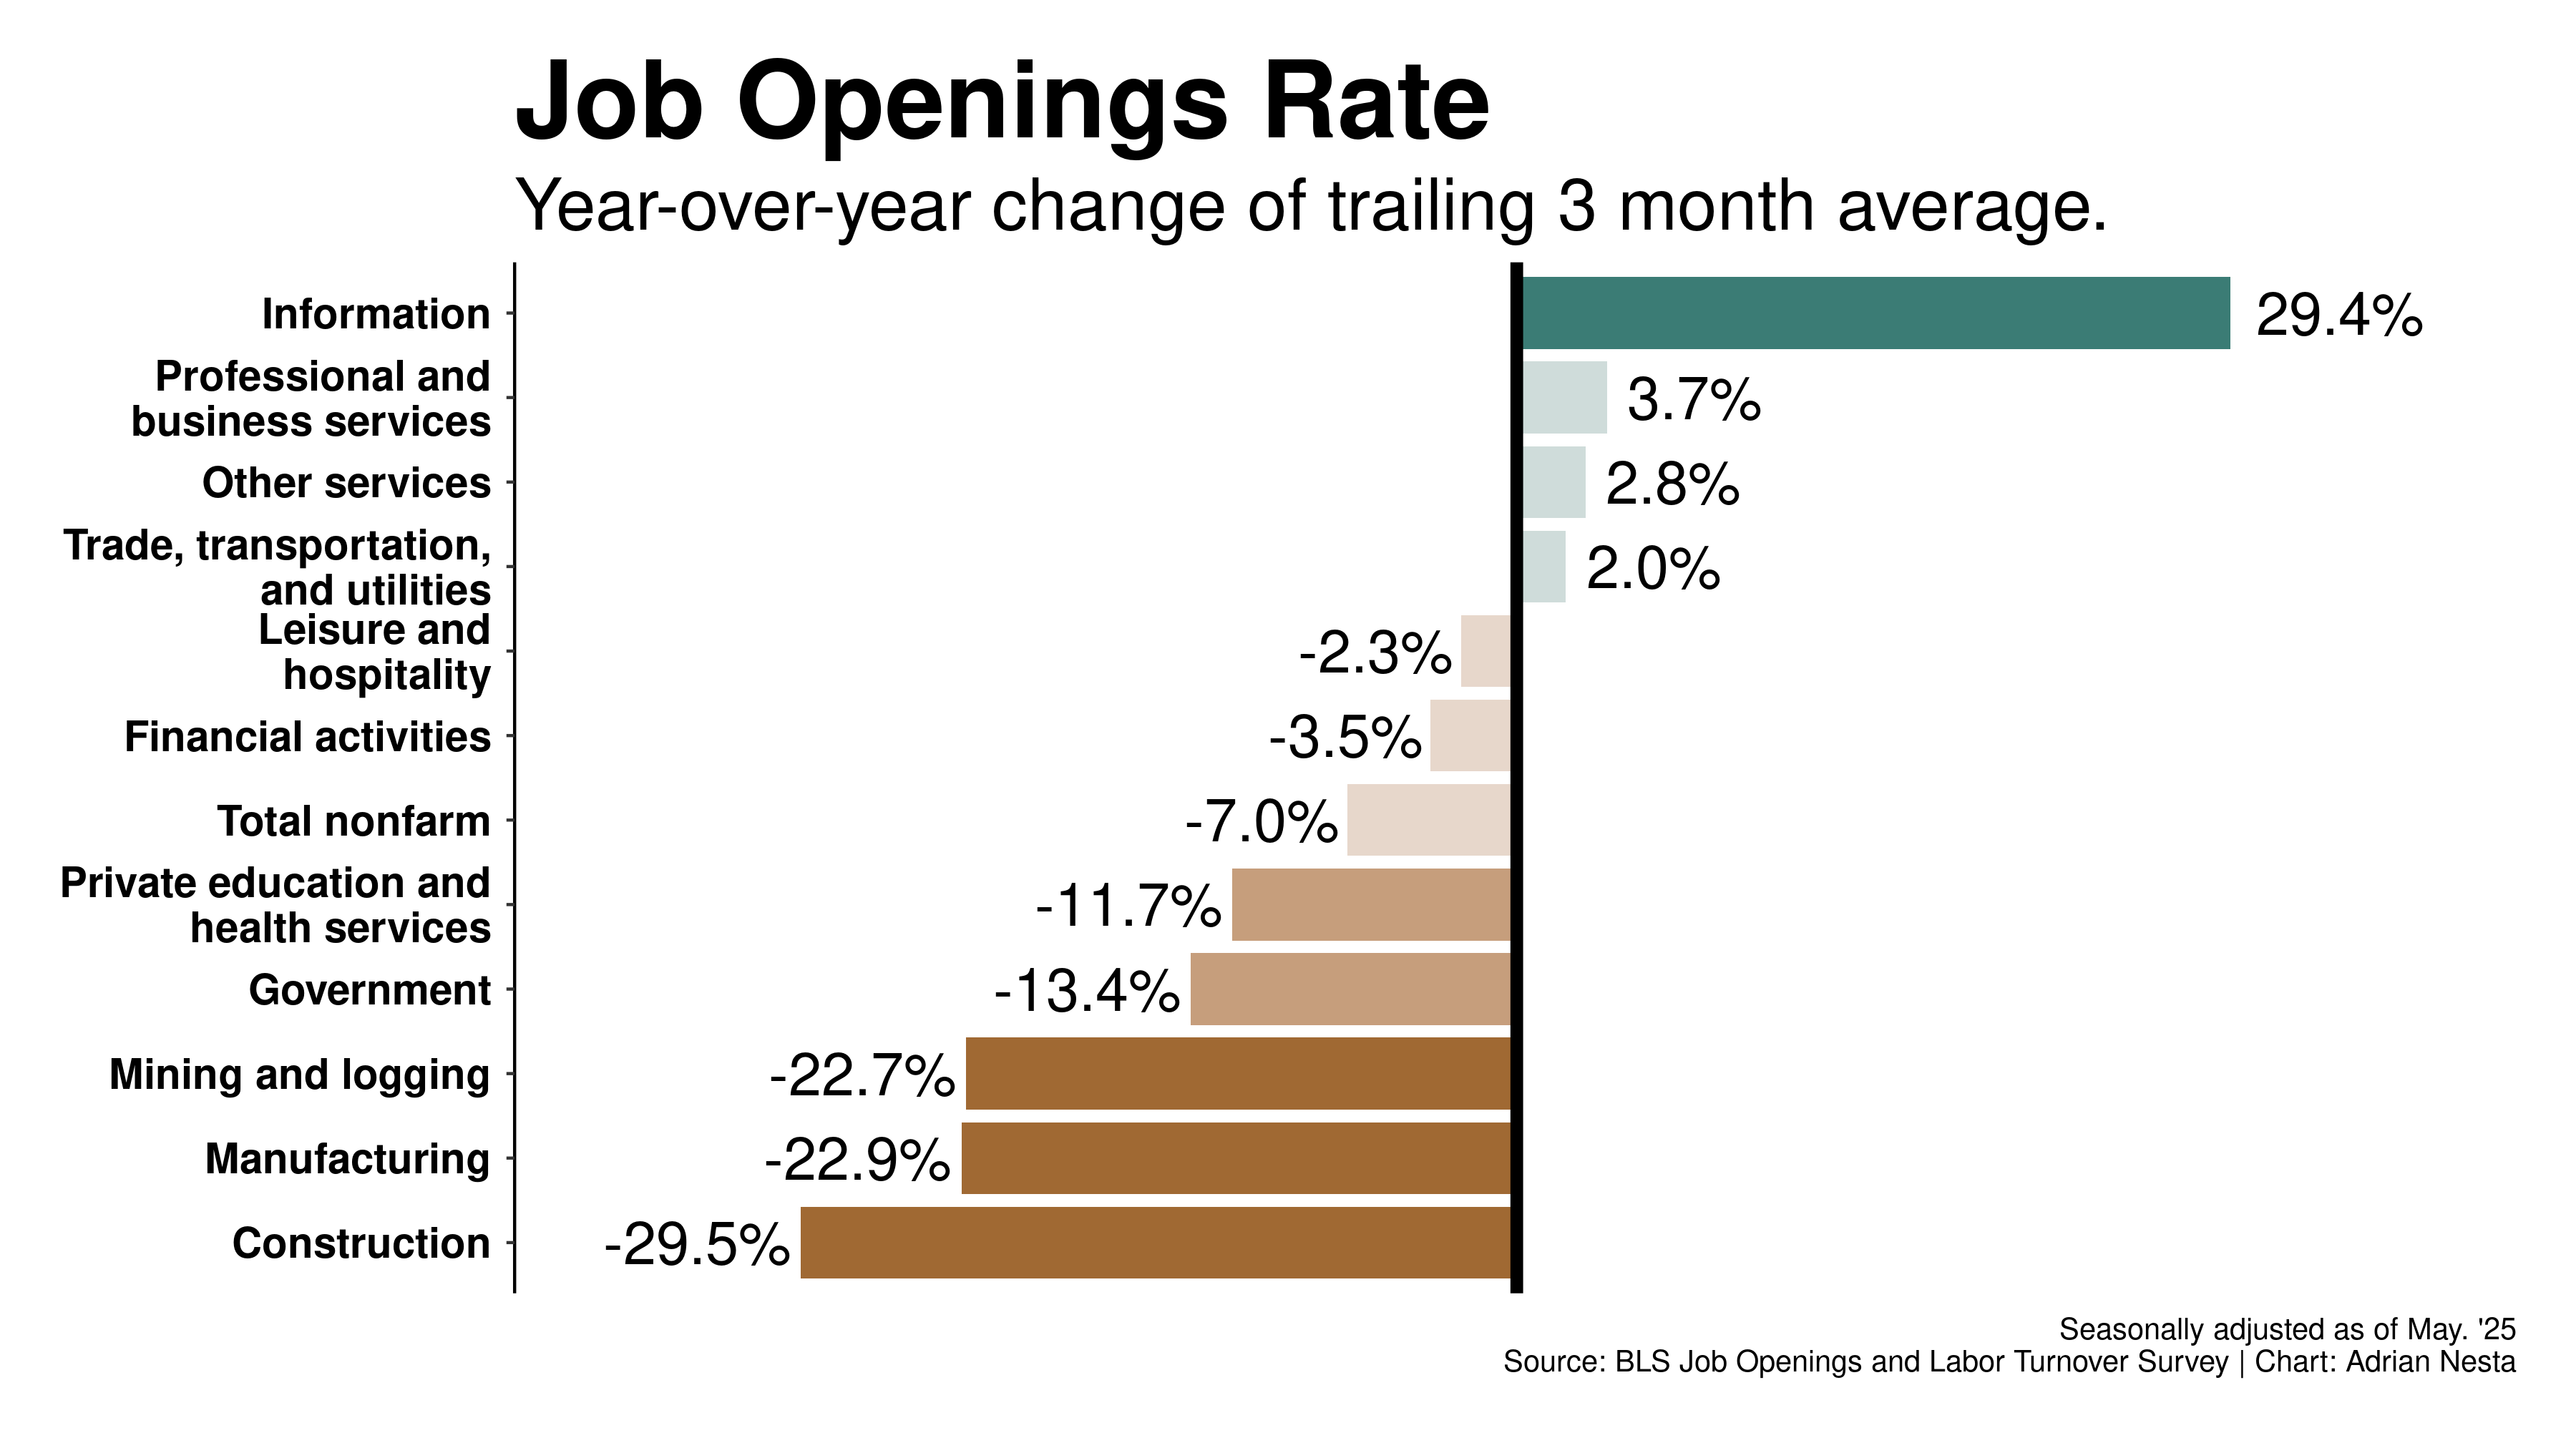 Job Openings Rate
Year-over-year change of trailing 3 month average.
Information
29.4%
Professional and
business services
3.7%
Other services
2.8%
Trade, transportation,
and utilities
2.0%
Leisure and
hospitality
-2.3%
Financial activities
-3.5%
Total nonfarm
-7.0%
Private education and
health services
-11.7%
Government
-13.4%
Mining and logging
-22.7%
Manufacturing
-22.9%
Construction
-29.5%
Seasonally adjusted as of May. '25
Source: BLS Job Openings and Labor Turnover Survey | Chart: Adrian Nesta